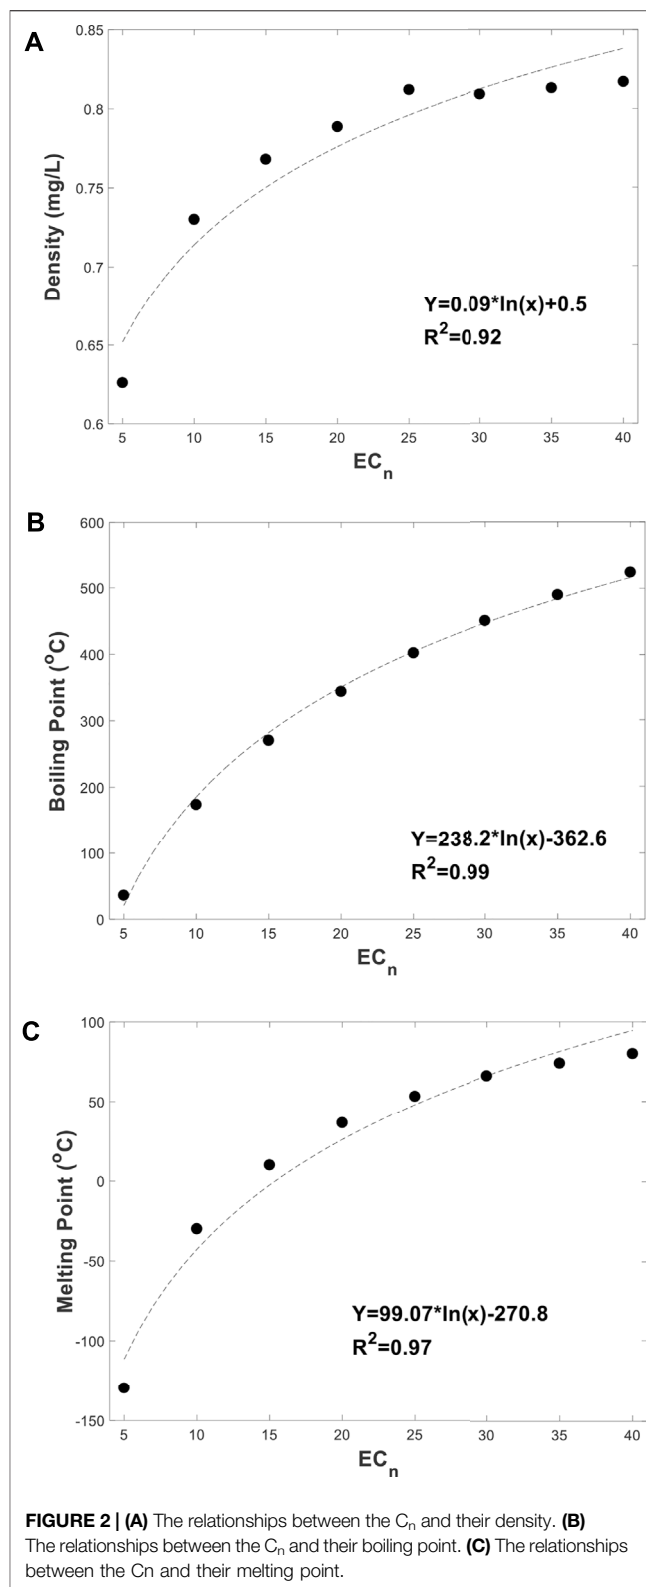 A
0.85
0.8
0.75
0.7
0.65
0.6
Density (mg/L)
Y=0.09*ln(x)+0.5
R²=0.92
5 10 15 20 25 30 35 40
ECₙ
B
600
500
400
300
200
100
0
Boiling Point (°C)
Y=238.2*ln(x)-362.6
R²=0.99
5 10 15 20 25 30 35 40
ECₙ
C
100
50
0
-50
-100
-150
Melting Point (°C)
Y=99.07*ln(x)-270.8
R²=0.97
5 10 15 20 25 30 35 40
ECₙ
FIGURE 2 | (A) The relationships between the Cₙ and their density. (B)
The relationships between the Cₙ and their boiling point. (C) The relationships
between the Cn and their melting point.